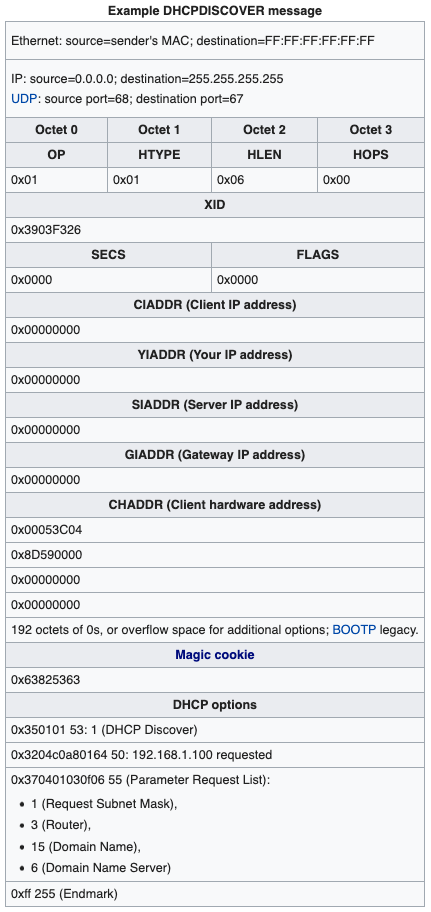 Example DHCPDISCOVER message
Ethernet: source=sender's MAC; destination=FF:FF:FF:FF:FF:FF
IP: source=0.0.0.0; destination=255.255.255.255
UDP: source port=68; destination port=67
Octet 0 Octet 1 Octet 2 Octet 3
OP HTYPE HLEN HOPS
0x01 0x01 0x06 0x00
XID
0x3903F326
SECS FLAGS
0x0000 0x0000
CIADDR (Client IP address)
0x00000000
YIADDR (Your IP address)
0x00000000
SIADDR (Server IP address)
0x00000000
GIADDR (Gateway IP address)
0x00000000
CHADDR (Client hardware address)
0x00053C04
0x8D590000
0x00000000
0x00000000
192 octets of 0s, or overflow space for additional options; BOOTP legacy.
Magic cookie
0x63825363
DHCP options
0x350101 53: 1 (DHCP Discover)
0x3204c0a80164 50: 192.168.1.100 requested
0x370401030f06 55 (Parameter Request List):
• 1 (Request Subnet Mask),
• 3 (Router),
• 15 (Domain Name),
• 6 (Domain Name Server)
0xff 255 (Endmark)